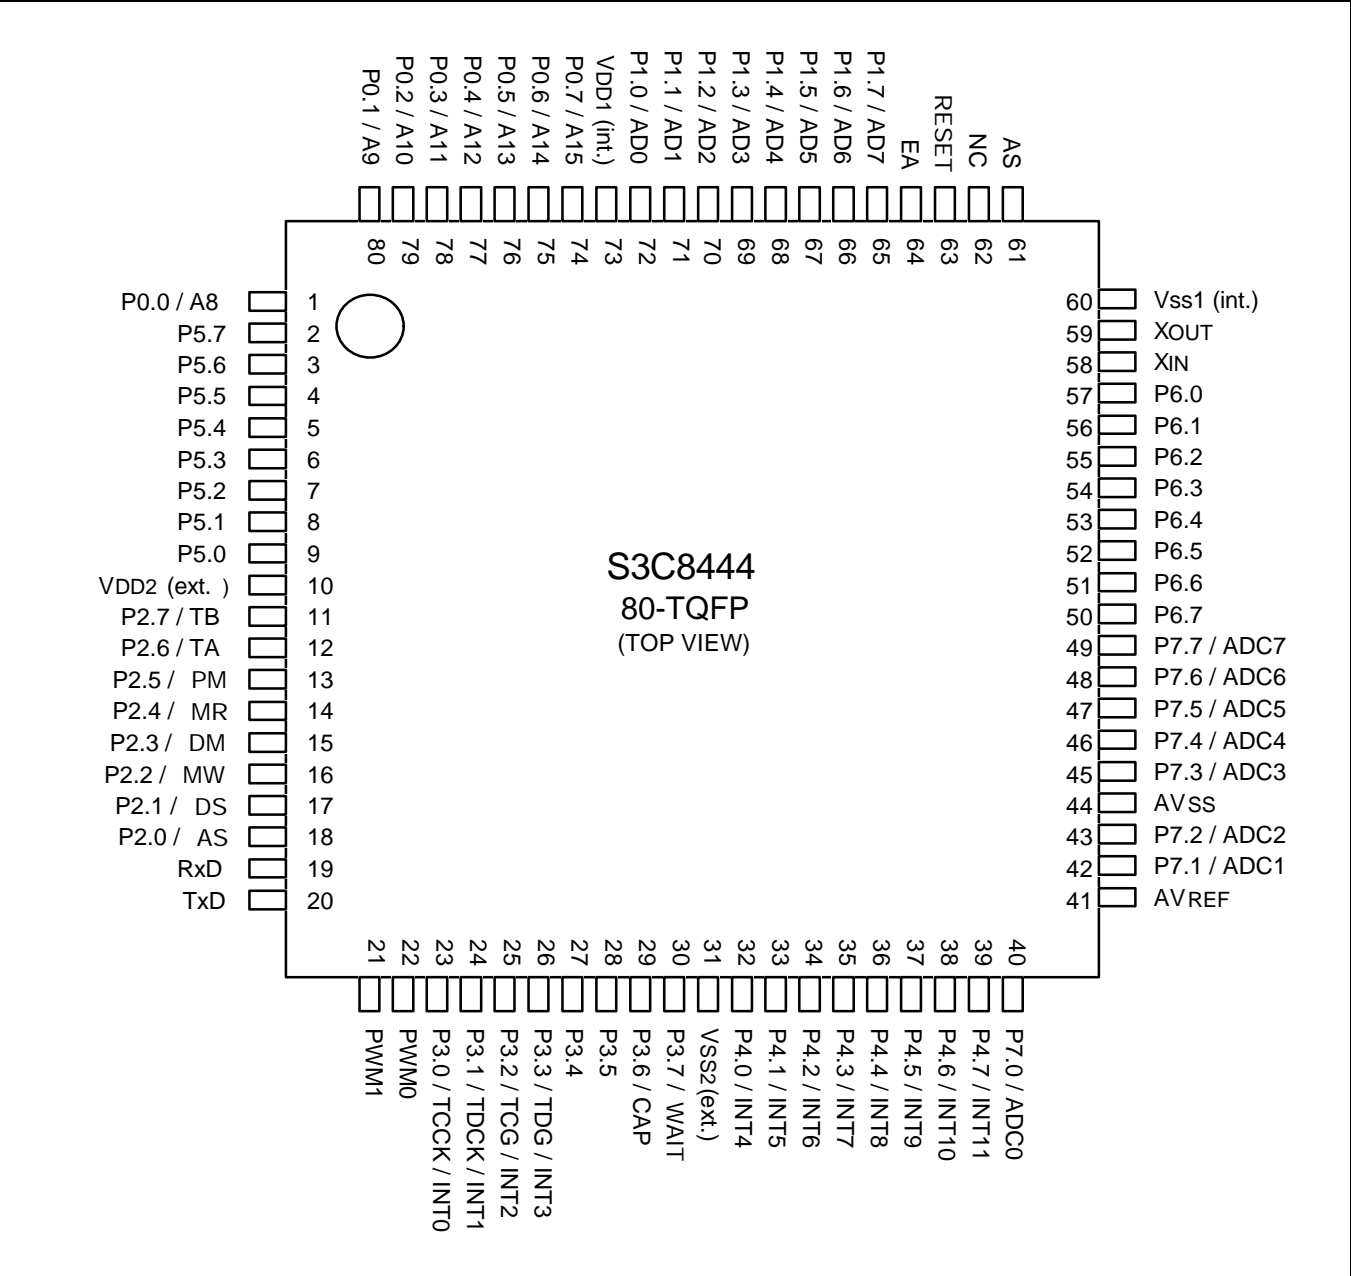 P0.1 / A9
P0.2 / A10
P0.3 / A11
P0.4 / A12
P0.5 / A13
P0.6 / A14
P0.7 / A15
VDD1 (int.)
P1.0 / AD0
P1.1 / AD1
P1.2 / AD2
P1.3 / AD3
P1.4 / AD4
P1.5 / AD5
P1.6 / AD6
P1.7 / AD7
EA
RESET
NC
AS
80
79
78
77
76
75
74
73
72
71
70
69
68
67
66
65
64
63
62
61
P0.0 / A8 1
P5.7 2
P5.6 3
P5.5 4
P5.4 5
P5.3 6
P5.2 7
P5.1 8
P5.0 9
VDD2 (ext. ) 10
P2.7 / TB 11
P2.6 / TA 12
P2.5 / PM 13
P2.4 / MR 14
P2.3 / DM 15
P2.2 / MW 16
P2.1 / DS 17
P2.0 / AS 18
RxD 19
TxD 20
S3C8444
80-TQFP
(TOP VIEW)
60 Vss1 (int.)
59 XOUT
58 XIN
57 P6.0
56 P6.1
55 P6.2
54 P6.3
53 P6.4
52 P6.5
51 P6.6
50 P6.7
49 P7.7 / ADC7
48 P7.6 / ADC6
47 P7.5 / ADC5
46 P7.4 / ADC4
45 P7.3 / ADC3
44 AVSS
43 P7.2 / ADC2
42 P7.1 / ADC1
41 AVREF
21
22
23
24
25
26
27
28
29
30
31
32
33
34
35
36
37
38
39
40
PWM1
PWM0
P3.0 / TCCK / INT0
P3.1 / TDCK / INT1
P3.2 / TCG / INT2
P3.3 / TDG / INT3
P3.4
P3.5
P3.6 / CAP
P3.7 / WAIT
VSS2 (ext.)
P4.0 / INT4
P4.1 / INT5
P4.2 / INT6
P4.3 / INT7
P4.4 / INT8
P4.5 / INT9
P4.6 / INT10
P4.7 / INT11
P7.0 / ADC0